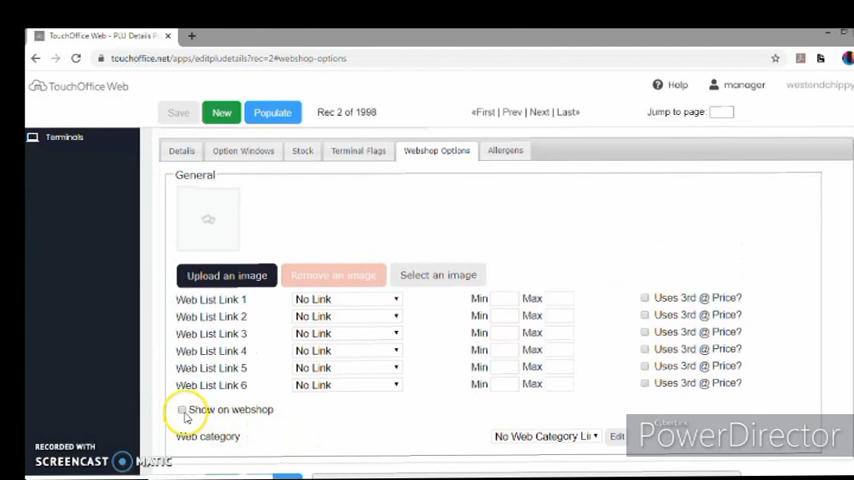 TouchOffice Web - PLU Details P
touchoffice.net/apps/editpludetails?rec=2#webshop-options
TouchOffice Web
Help
manager
westendchippy
Save
New
Populate
Rec 2 of 1998
«First | Prev | Next | Last»
Jump to page:
Terminals
Details
Option Windows
Stock
Terminal Flags
Webshop Options
Allergens
General
Upload an image
Remove an image
Select an image
Web List Link 1 No Link Min Max Uses 3rd @ Price?
Web List Link 2 No Link Min Max Uses 3rd @ Price?
Web List Link 3 No Link Min Max Uses 3rd @ Price?
Web List Link 4 No Link Min Max Uses 3rd @ Price?
Web List Link 5 No Link Min Max Uses 3rd @ Price?
Web List Link 6 No Link Min Max Uses 3rd @ Price?
Show on webshop
Web category No Web Category Lin Edit
CyberLink
PowerDirector
RECORDED WITH
SCREENCAST MATIC